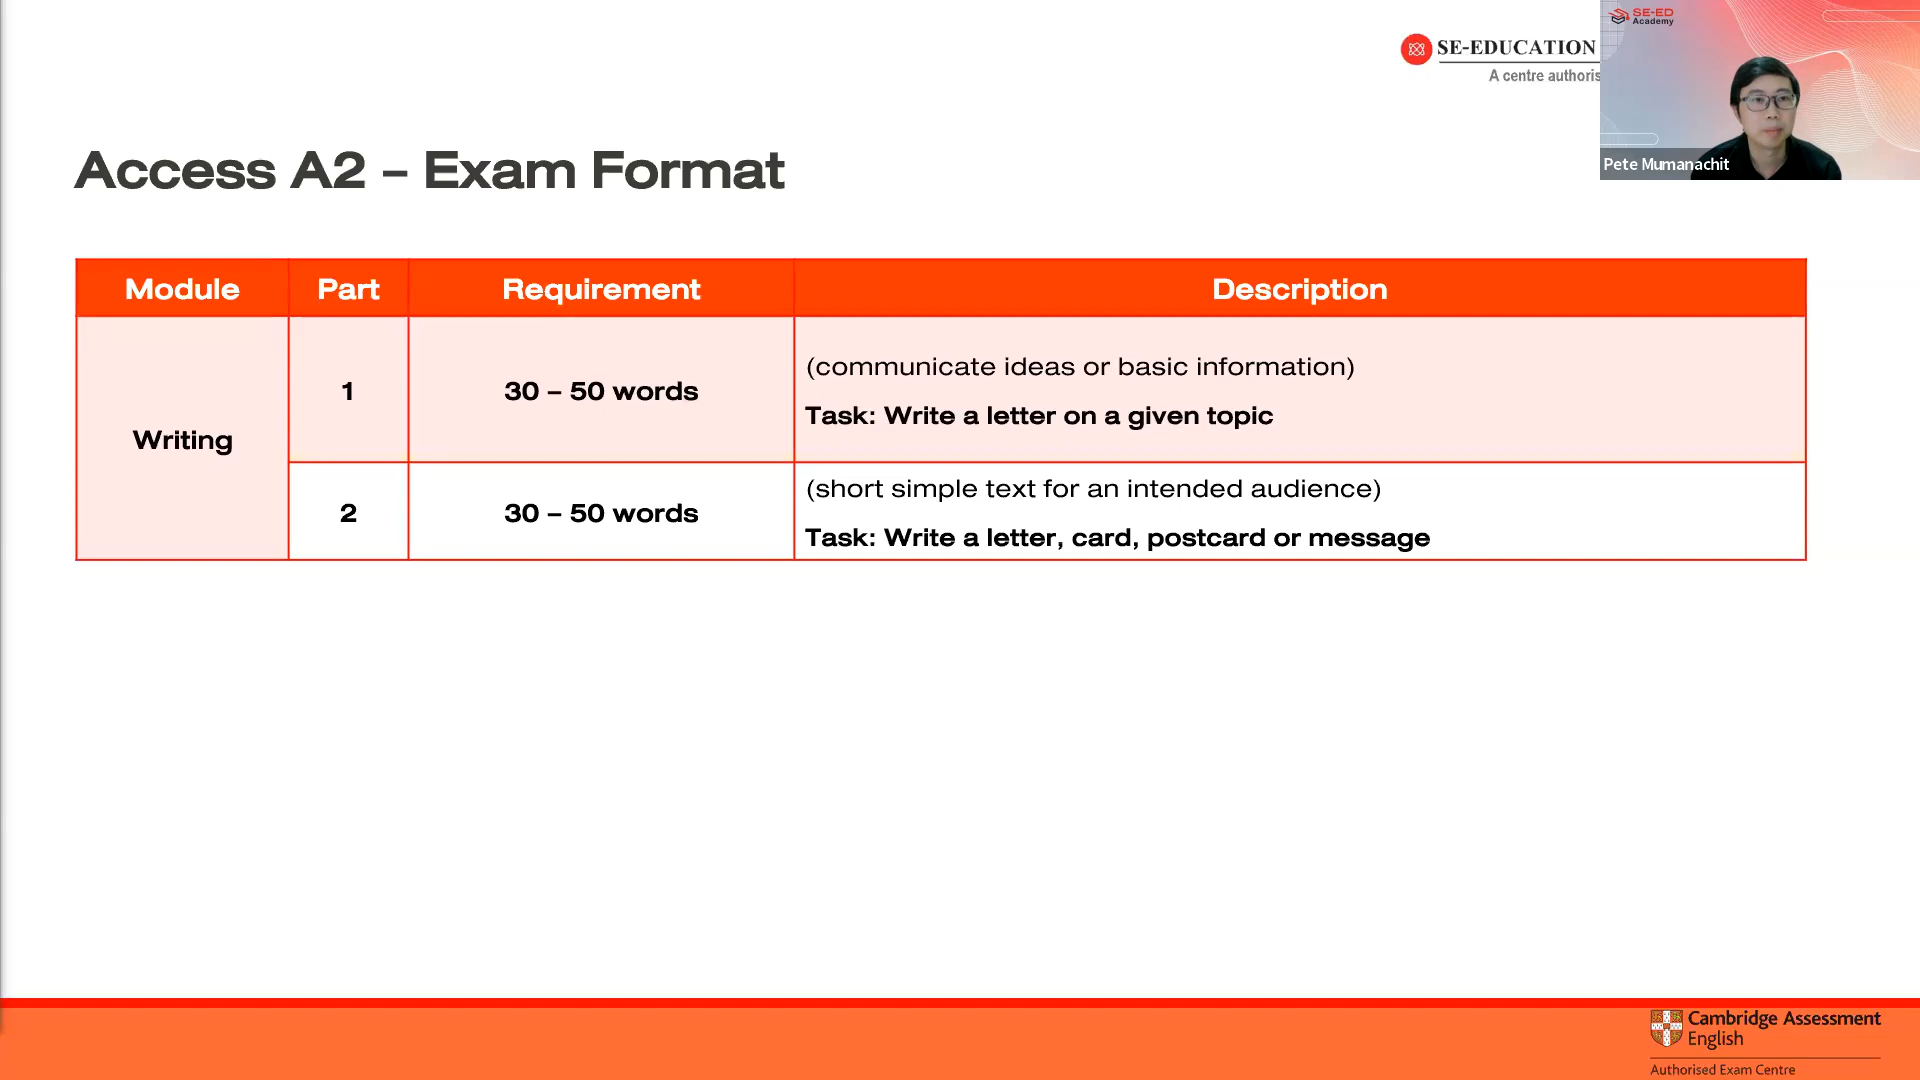 SE-ED
Academy
SE-EDUCATION
A centre authoris
Pete Mumanachit
Access A2 – Exam Format
Module Part Requirement Description
Writing
1 30 – 50 words
(communicate ideas or basic information)
Task: Write a letter on a given topic
2 30 – 50 words
(short simple text for an intended audience)
Task: Write a letter, card, postcard or message
Cambridge Assessment
English
Authorised Exam Centre